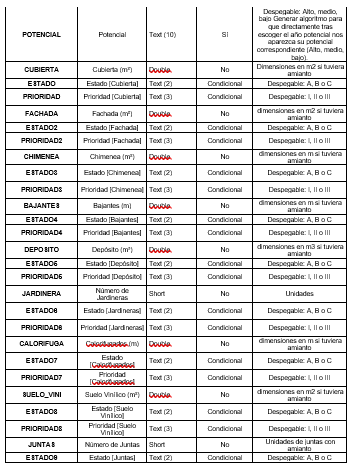 Despegable: Alto, medio,
bajo Generar algoritmo para
que directamente tras
escoger el año potencial nos
aparezca su potencial
correspondiente (Alto, medio,
bajo).
POTENCIAL Potencial Text (10) SI
CUBIERTA Cubierta (m²) Double. No Dimensiones en m2 si tuviera amianto
ESTADO Estado [Cubierta] Text (2) Condicional Despegable: A, B o C
PRIORIDAD Prioridad [Cubierta] Text (3) Condicional Despegable: I, II o III
FACHADA Fachada (m²) Double. No dimensiones en m2 si tuviera amianto
ESTADO2 Estado [Fachada] Text (2) Condicional Despegable: A, B o C
PRIORIDAD2 Prioridad [Fachada] Text (3) Condicional Despegable: I, II o III
CHIMENEA Chimenea (m²) Double. No dimensiones en m si tuviera amianto
ESTADO3 Estado [Chimenea] Text (2) Condicional Despegable: A, B o C
PRIORIDAD3 Prioridad [Chimenea] Text (3) Condicional Despegable: I, II o III
BAJANTES Bajantes (m) Double. No dimensiones en m si tuviera amianto
ESTADO4 Estado [Bajantes] Text (2) Condicional Despegable: A, B o C
PRIORIDAD4 Prioridad [Bajantes] Text (3) Condicional Despegable: I, II o III
DEPOSITO Depósito (m³) Double. No dimensiones en m3 si tuviera amianto
ESTADO5 Estado [Depósito] Text (2) Condicional Despegable: A, B o C
PRIORIDAD5 Prioridad [Depósito] Text (3) Condicional Despegable: I, II o III
JARDINERA Número de Jardineras Short No Unidades
ESTADO6 Estado [Jardineras] Text (2) Condicional Despegable: A, B o C
PRIORIDAD6 Prioridad [Jardineras] Text (3) Condicional Despegable: I, II o III
CALORIFUGA Calorifugados (m) Double. No dimensiones en m si tuviera amianto
ESTADO7 Estado [Calorifugados] Text (2) Condicional Despegable: A, B o C
PRIORIDAD7 Prioridad [Calorifugados] Text (3) Condicional Despegable: I, II o III
SUELO_VINI Suelo Vinílico (m²) Double. No dimensiones en m2 si tuviera amianto
ESTADO8 Estado [Suelo Vinílico] Text (2) Condicional Despegable: A, B o C
PRIORIDAD8 Prioridad [Suelo Vinílico] Text (3) Condicional Despegable: I, II o III
JUNTAS Número de Juntas Short No Unidades de juntas con amianto
ESTADO9 Estado [Juntas] Text (2) Condicional Despegable: A, B o C